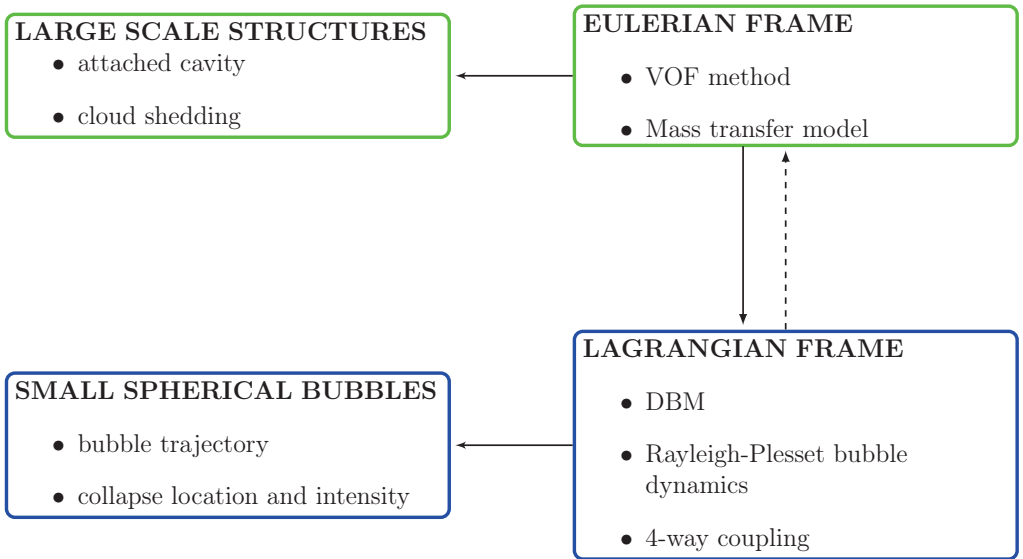 LARGE SCALE STRUCTURES
• attached cavity
• cloud shedding
EULERIAN FRAME
• VOF method
• Mass transfer model
SMALL SPHERICAL BUBBLES
• bubble trajectory
• collapse location and intensity
LAGRANGIAN FRAME
• DBM
• Rayleigh-Plesset bubble
dynamics
• 4-way coupling